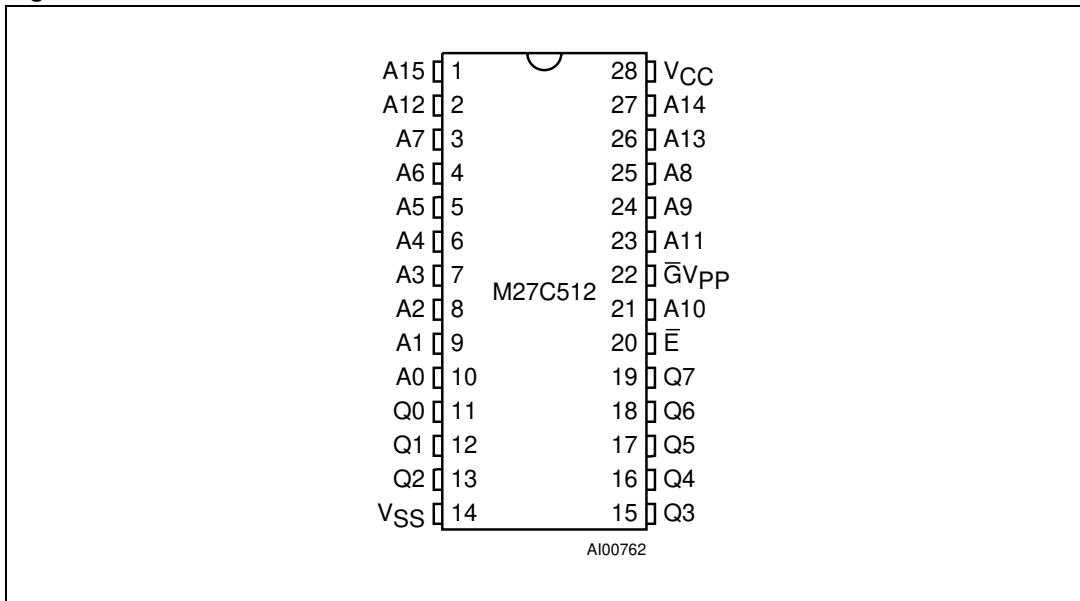 A15 1 28 VCC
A12 2 27 A14
A7 3 26 A13
A6 4 25 A8
A5 5 24 A9
A4 6 23 A11
A3 7 22 G̅VPP
M27C512
A2 8 21 A10
A1 9 20 E̅
A0 10 19 Q7
Q0 11 18 Q6
Q1 12 17 Q5
Q2 13 16 Q4
VSS 14 15 Q3
AI00762